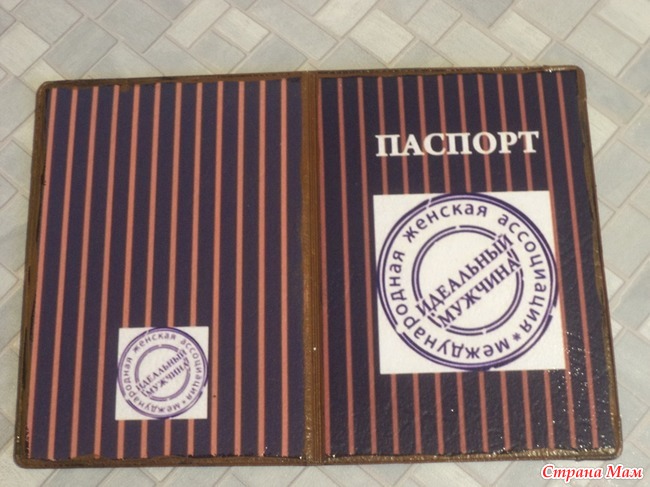 ПАСПОРТ
международная женская ассоциация*
ИДЕАЛЬНЫЙ
МУЖЧИНА!
международная женская ассоциация*
ИДЕАЛЬНЫЙ
МУЖЧИНА!
Страна Мам